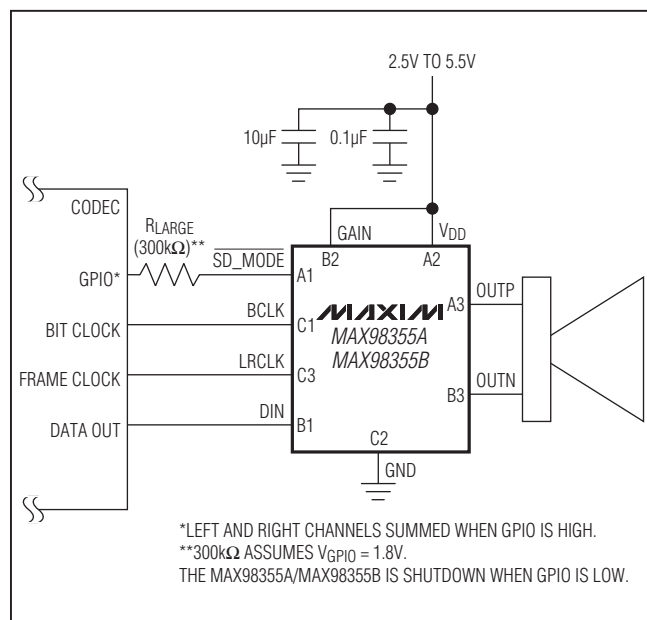 2.5V TO 5.5V
10µF
0.1µF
CODEC
RLARGE
(300kΩ)**
GPIO*
SD_MODE
A1
GAIN
B2
VDD
A2
BIT CLOCK
BCLK
C1
MAXIM
MAX98355A
MAX98355B
A3
OUTP
FRAME CLOCK
LRCLK
C3
B3
OUTN
DATA OUT
DIN
B1
C2
GND
*LEFT AND RIGHT CHANNELS SUMMED WHEN GPIO IS HIGH.
**300kΩ ASSUMES VGPIO = 1.8V.
THE MAX98355A/MAX98355B IS SHUTDOWN WHEN GPIO IS LOW.